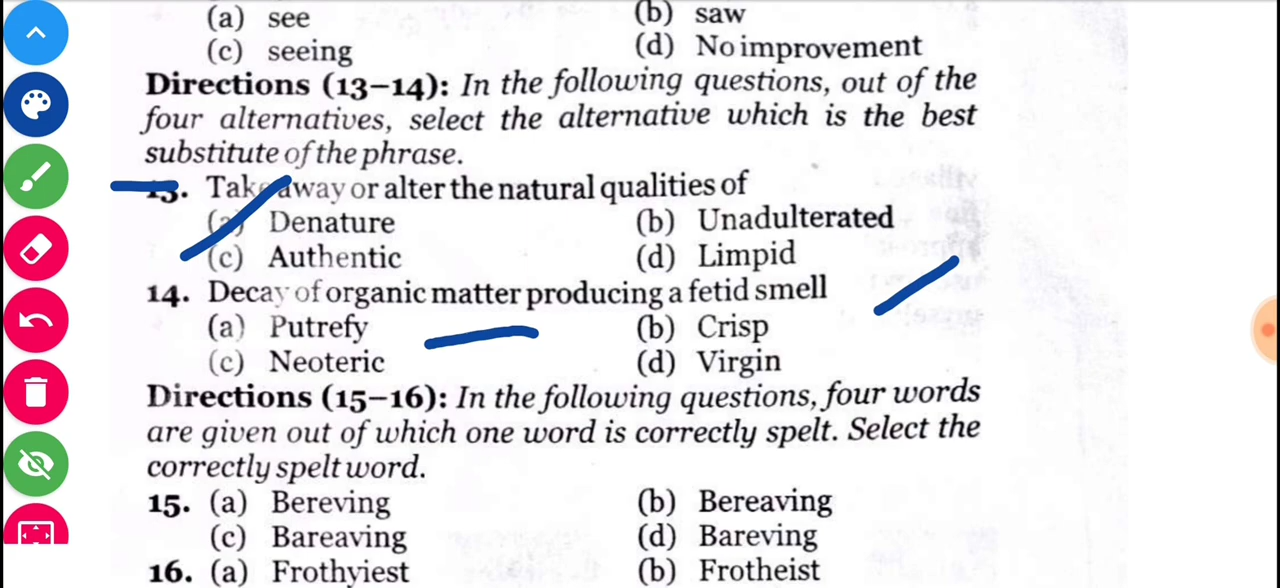 (a) see (b) saw
(c) seeing (d) No improvement
Directions (13–14): In the following questions, out of the
four alternatives, select the alternative which is the best
substitute of the phrase.
13. Take away or alter the natural qualities of
(a) Denature (b) Unadulterated
(c) Authentic (d) Limpid
14. Decay of organic matter producing a fetid smell
(a) Putrefy (b) Crisp
(c) Neoteric (d) Virgin
Directions (15–16): In the following questions, four words
are given out of which one word is correctly spelt. Select the
correctly spelt word.
15. (a) Bereving (b) Bereaving
(c) Bareaving (d) Bareving
16. (a) Frothyiest (b) Frotheist